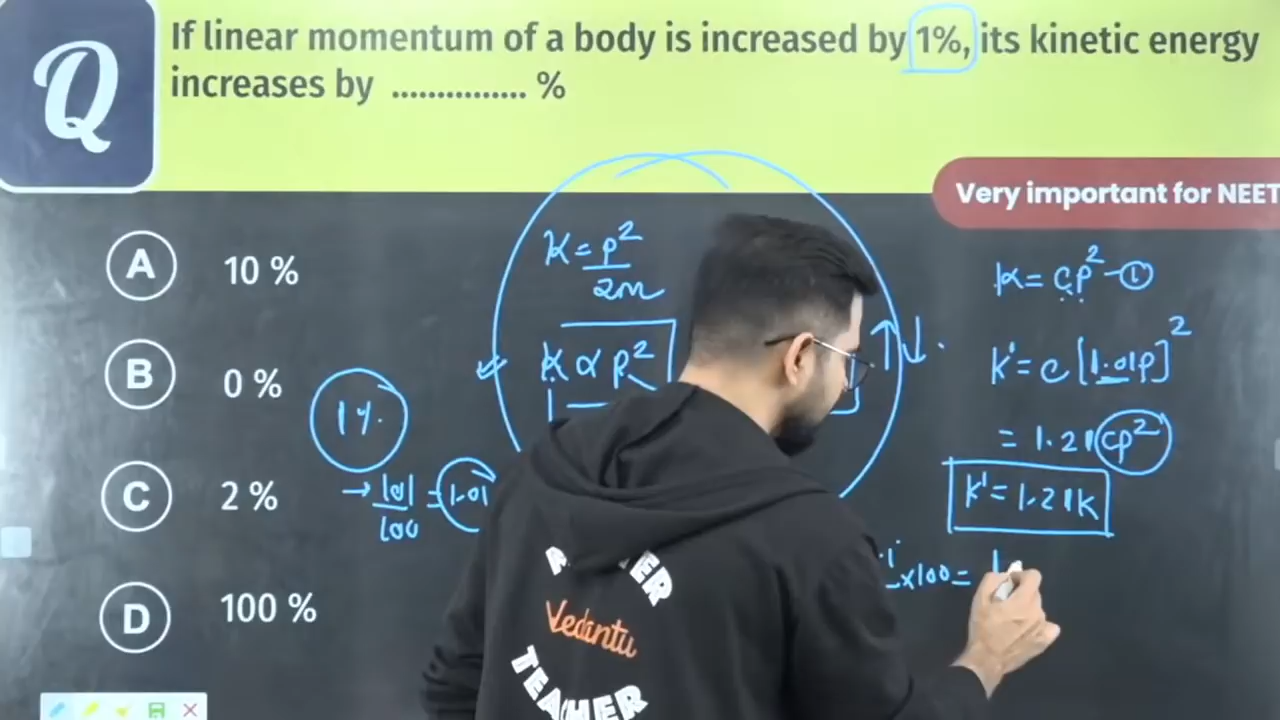 Q
If linear momentum of a body is increased by 1%, its kinetic energy
increases by ............... %
Very important for NEET
A 10 %
B 0 %
C 2 %
D 100 %
1%.
→ 101/100 = 1.01
K = p²/2m
K α p²
↑↓.
K = cp² - ①
K' = c [1.01p]²
= 1.21 cp²
K' = 1.21K
x100 =
Vedantu
TEACHER